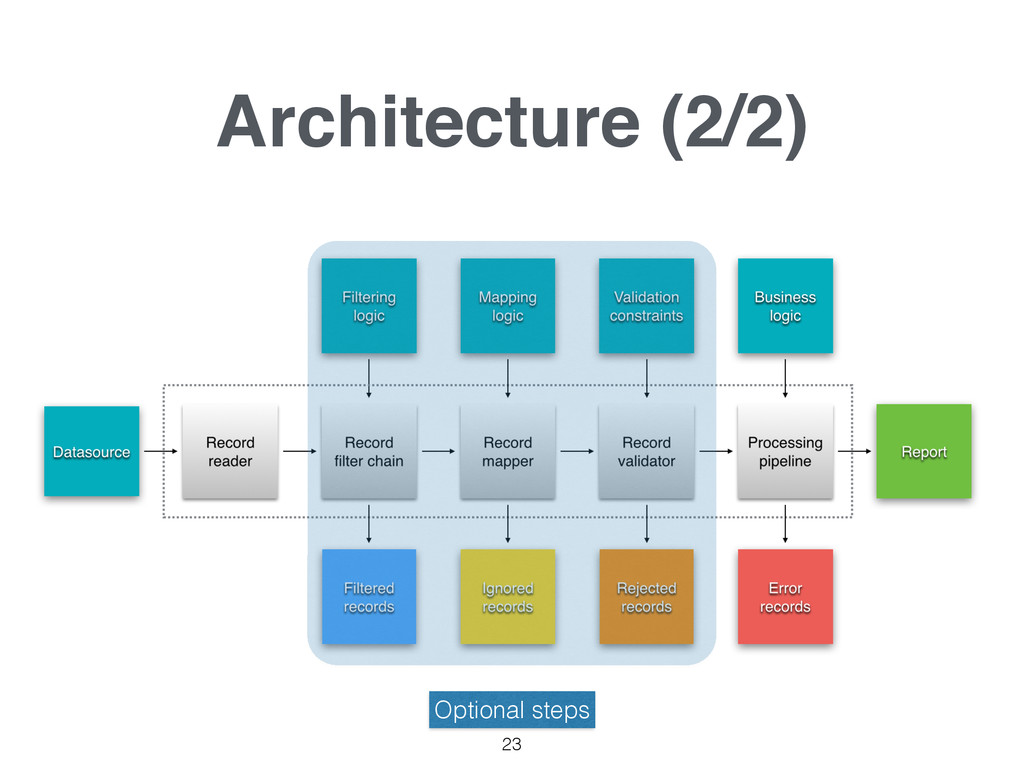 Architecture (2/2)
Filtering
logic
Mapping
logic
Validation
constraints
Business
logic
Datasource
Record
reader
Record
filter chain
Record
mapper
Record
validator
Processing
pipeline
Report
Filtered
records
Ignored
records
Rejected
records
Error
records
Optional steps
23